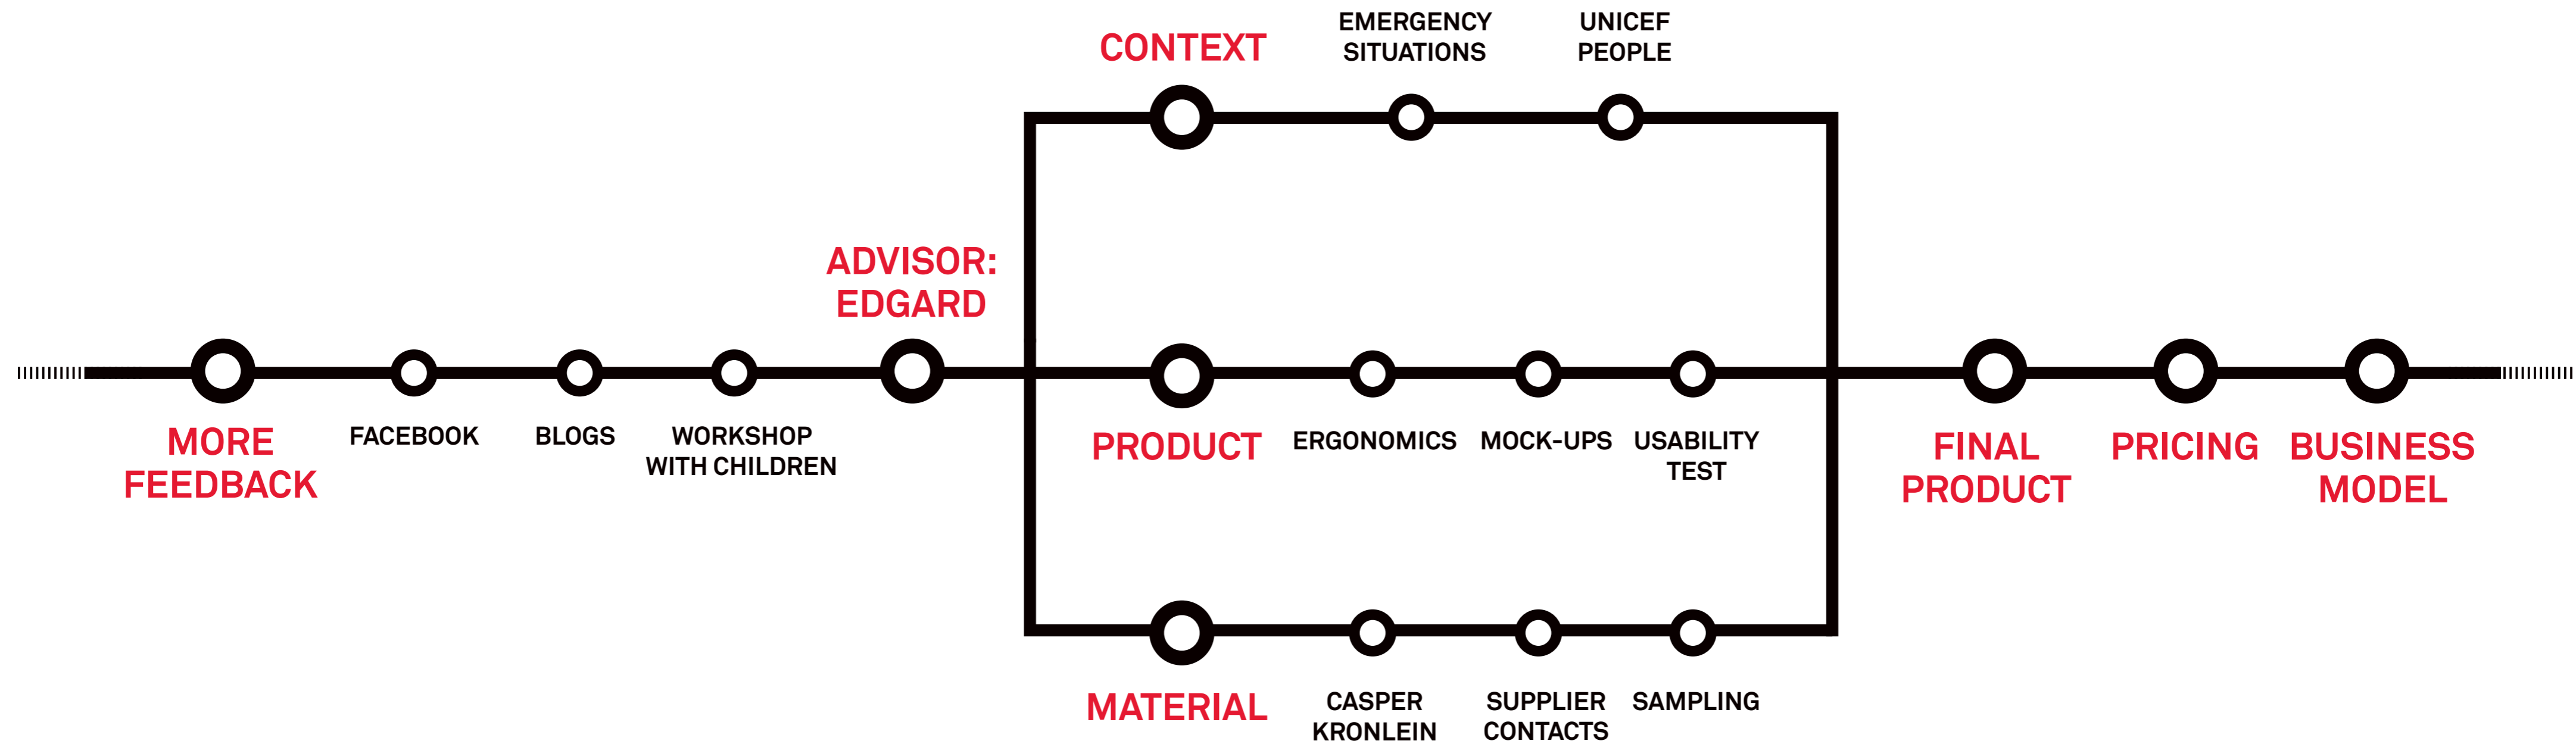 CONTEXT
EMERGENCY
SITUATIONS
UNICEF
PEOPLE
ADVISOR:
EDGARD
MORE
FEEDBACK
FACEBOOK
BLOGS
WORKSHOP
WITH CHILDREN
PRODUCT
ERGONOMICS
MOCK-UPS
USABILITY
TEST
FINAL
PRODUCT
PRICING
BUSINESS
MODEL
MATERIAL
CASPER
KRONLEIN
SUPPLIER
CONTACTS
SAMPLING